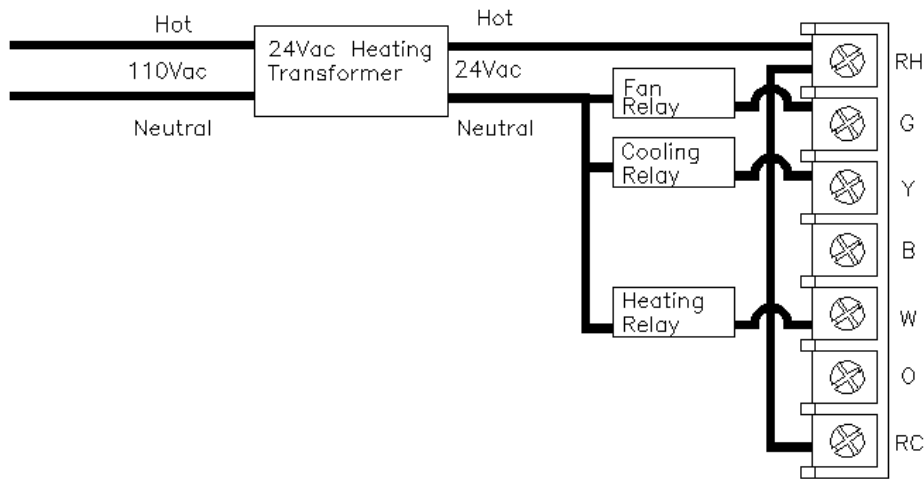 Hot
110Vac
Neutral
24Vac Heating
Transformer
Hot
24Vac
Neutral
Fan
Relay
Cooling
Relay
Heating
Relay
RH
G
Y
B
W
O
RC